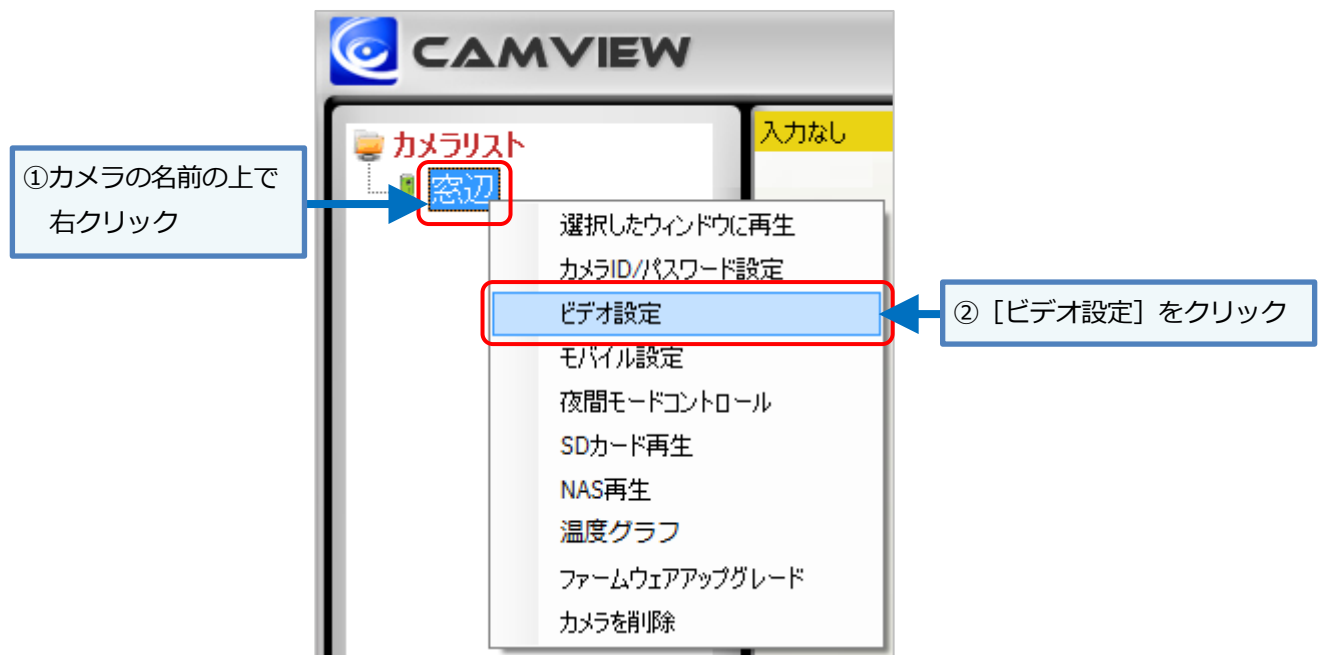 CAMVIEW
カメラリスト
窓辺
入力なし
①カメラの名前の上で
右クリック
選択したウィンドウに再生
カメラID/パスワード設定
ビデオ設定
モバイル設定
夜間モードコントロール
SDカード再生
NAS再生
温度グラフ
ファームウェアアップグレード
カメラを削除
②［ビデオ設定］をクリック